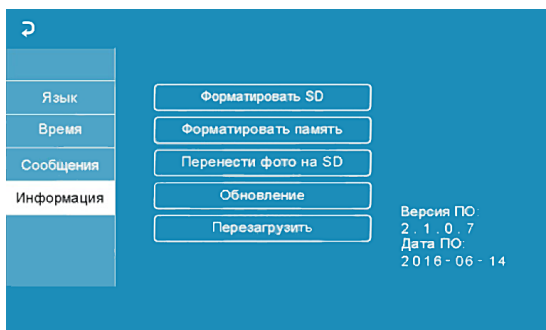 Язык
Время
Сообщения
Информация
Форматировать SD
Форматировать память
Перенести фото на SD
Обновление
Перезагрузить
Версия ПО:
2.1.0.7
Дата ПО:
2016-06-14